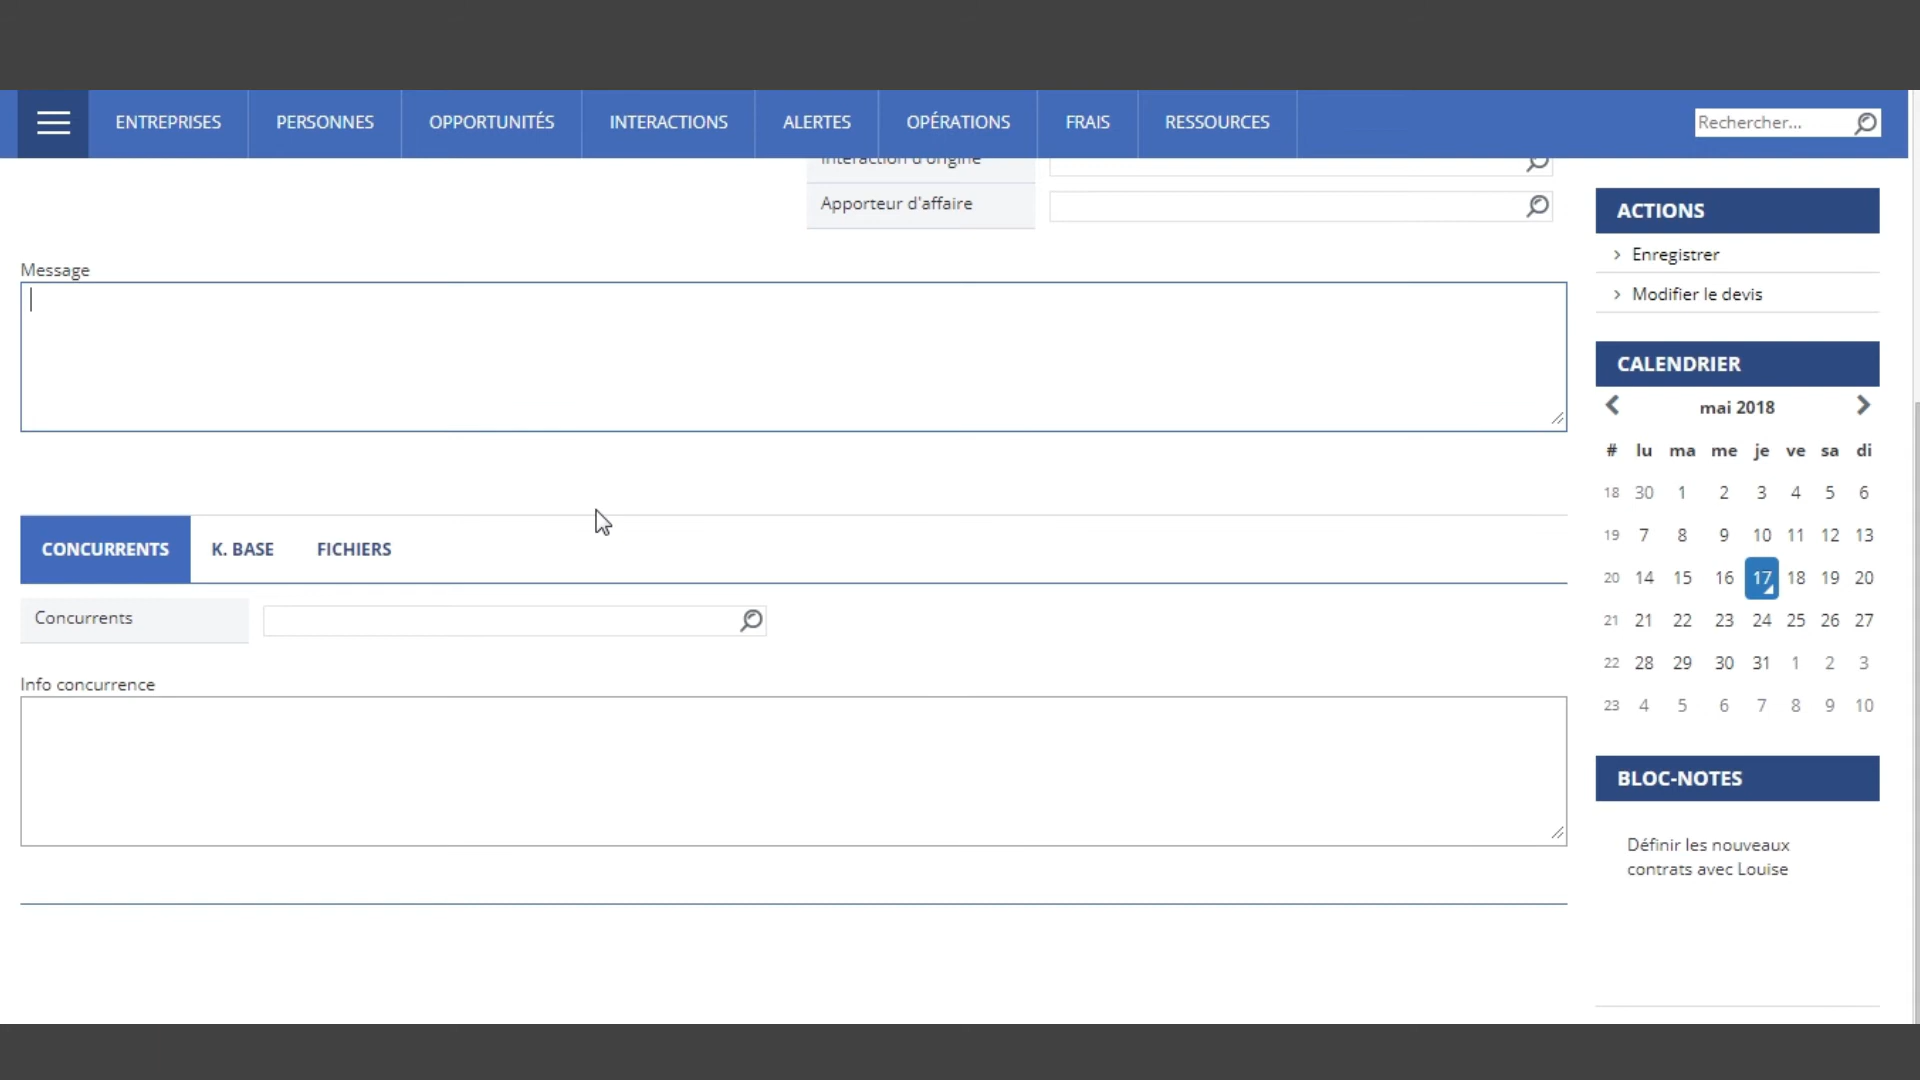 ENTREPRISES PERSONNES OPPORTUNITÉS INTERACTIONS ALERTES OPÉRATIONS FRAIS RESSOURCES Rechercher...
Interaction d'origine
Apporteur d'affaire
Message
CONCURRENTS K. BASE FICHIERS
Concurrents
Info concurrence
ACTIONS
> Enregistrer
> Modifier le devis
CALENDRIER
mai 2018
# lu ma me je ve sa di
18 30 1 2 3 4 5 6
19 7 8 9 10 11 12 13
20 14 15 16 17 18 19 20
21 21 22 23 24 25 26 27
22 28 29 30 31 1 2 3
23 4 5 6 7 8 9 10
BLOC-NOTES
Définir les nouveaux
contrats avec Louise